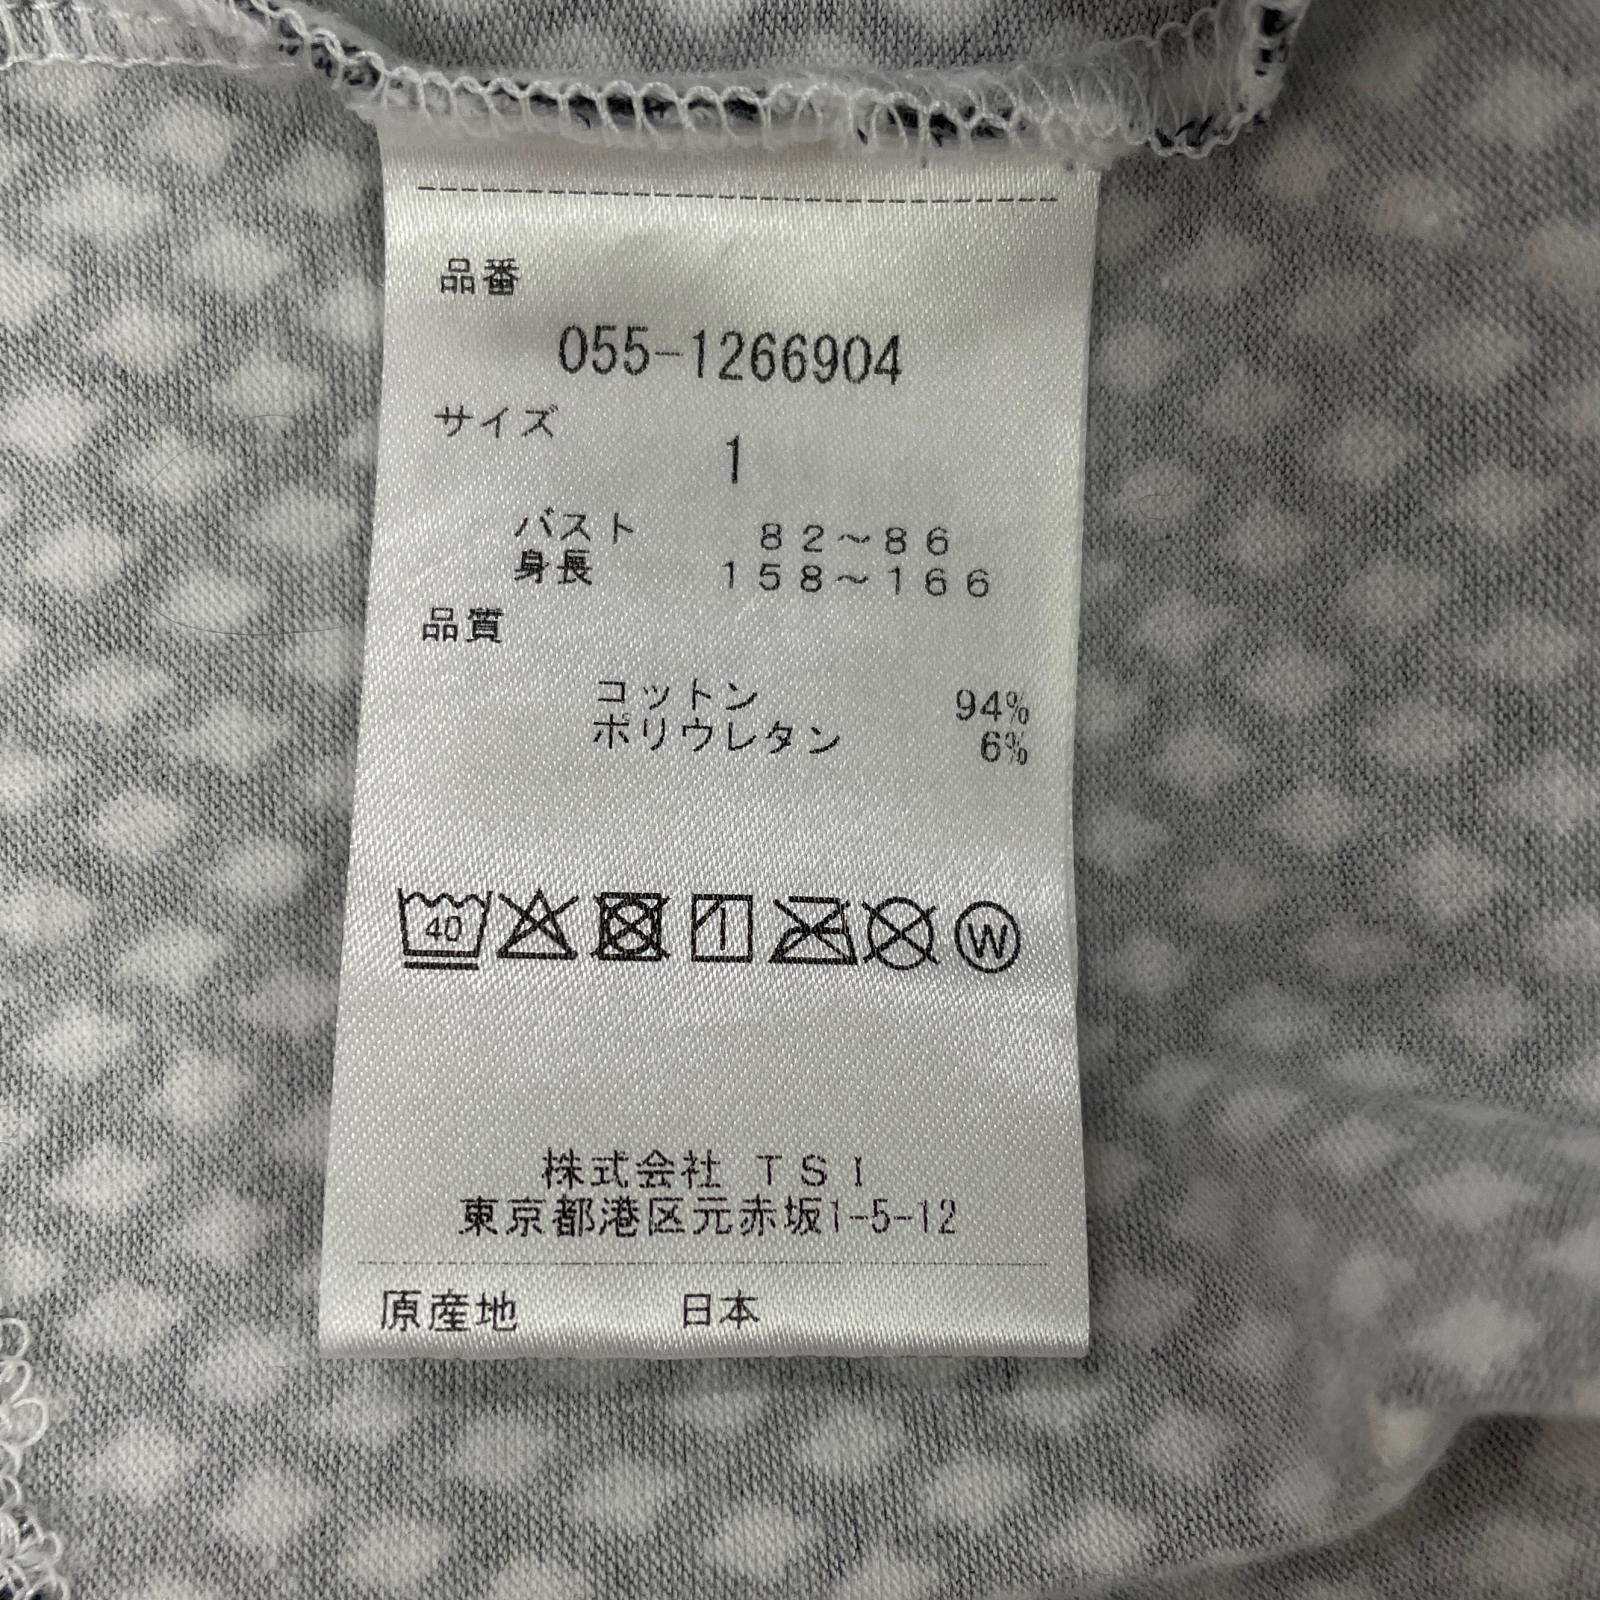 品番
055-1266904
サイズ
1
バスト 82～86
身長 158～166
品質
コットン 94%
ポリウレタン 6%
40 W
株式会社 TSI
東京都港区元赤坂1-5-12
原産地 日本